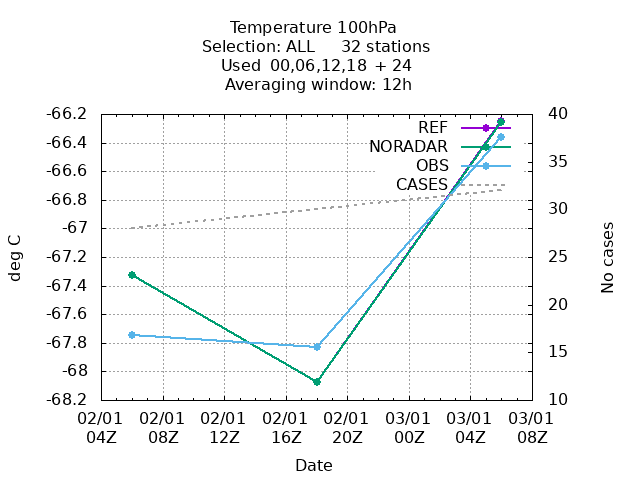 Temperature 100hPa
Selection: ALL 32 stations
Used 00,06,12,18 + 24
Averaging window: 12h
-66.2
-66.4
-66.6
-66.8
-67
-67.2
-67.4
-67.6
-67.8
-68
-68.2
deg C
REF
NORADAR
OBS
CASES
40
35
30
25
20
15
10
No cases
02/01 02/01 02/01 02/01 02/01 03/01 03/01 03/01
04Z 08Z 12Z 16Z 20Z 00Z 04Z 08Z
Date